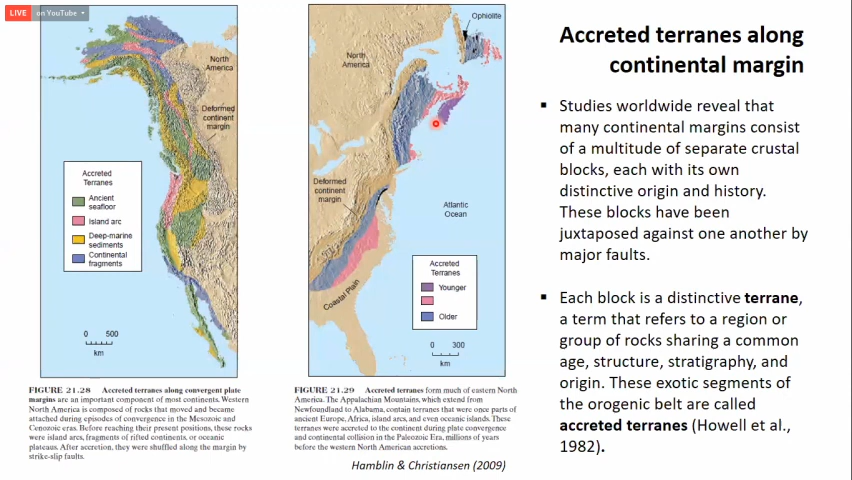 LIVE on YouTube
Accreted terranes along
continental margin
North
America
Deformed
continent
margin
Accreted
Terranes
Ancient
seafloor
Island arc
Deep-marine
sediments
Continental
fragments
0 500
km
FIGURE 21.28 Accreted terranes along convergent plate
margins are an important component of most continents. Western
North America is composed of rocks that moved and became
attached during episodes of convergence in the Mesozoic and
Cenozoic eras. Before reaching their present positions, these rocks
were island arcs, fragments of rifted continents, or oceanic
plateaus. After accretion, they were shuffled along the margin by
strike-slip faults.
Ophiolite
North
America
Deformed
continent
margin
Atlantic
Ocean
Coastal Plain
Accreted
Terranes
Younger
Older
0 300
km
FIGURE 21.29 Accreted terranes form much of eastern North
America. The Appalachian Mountains, which extend from
Newfoundland to Alabama, contain terranes that were once parts of
ancient Europe, Africa, island arcs, and even oceanic islands. These
terranes were accreted to the continent during plate convergence
and continental collision in the Paleozoic Era, millions of years
before the western North American accretions.
Hamblin & Christiansen (2009)
▪ Studies worldwide reveal that
many continental margins consist
of a multitude of separate crustal
blocks, each with its own
distinctive origin and history.
These blocks have been
juxtaposed against one another by
major faults.
▪ Each block is a distinctive terrane,
a term that refers to a region or
group of rocks sharing a common
age, structure, stratigraphy, and
origin. These exotic segments of
the orogenic belt are called
accreted terranes (Howell et al.,
1982).